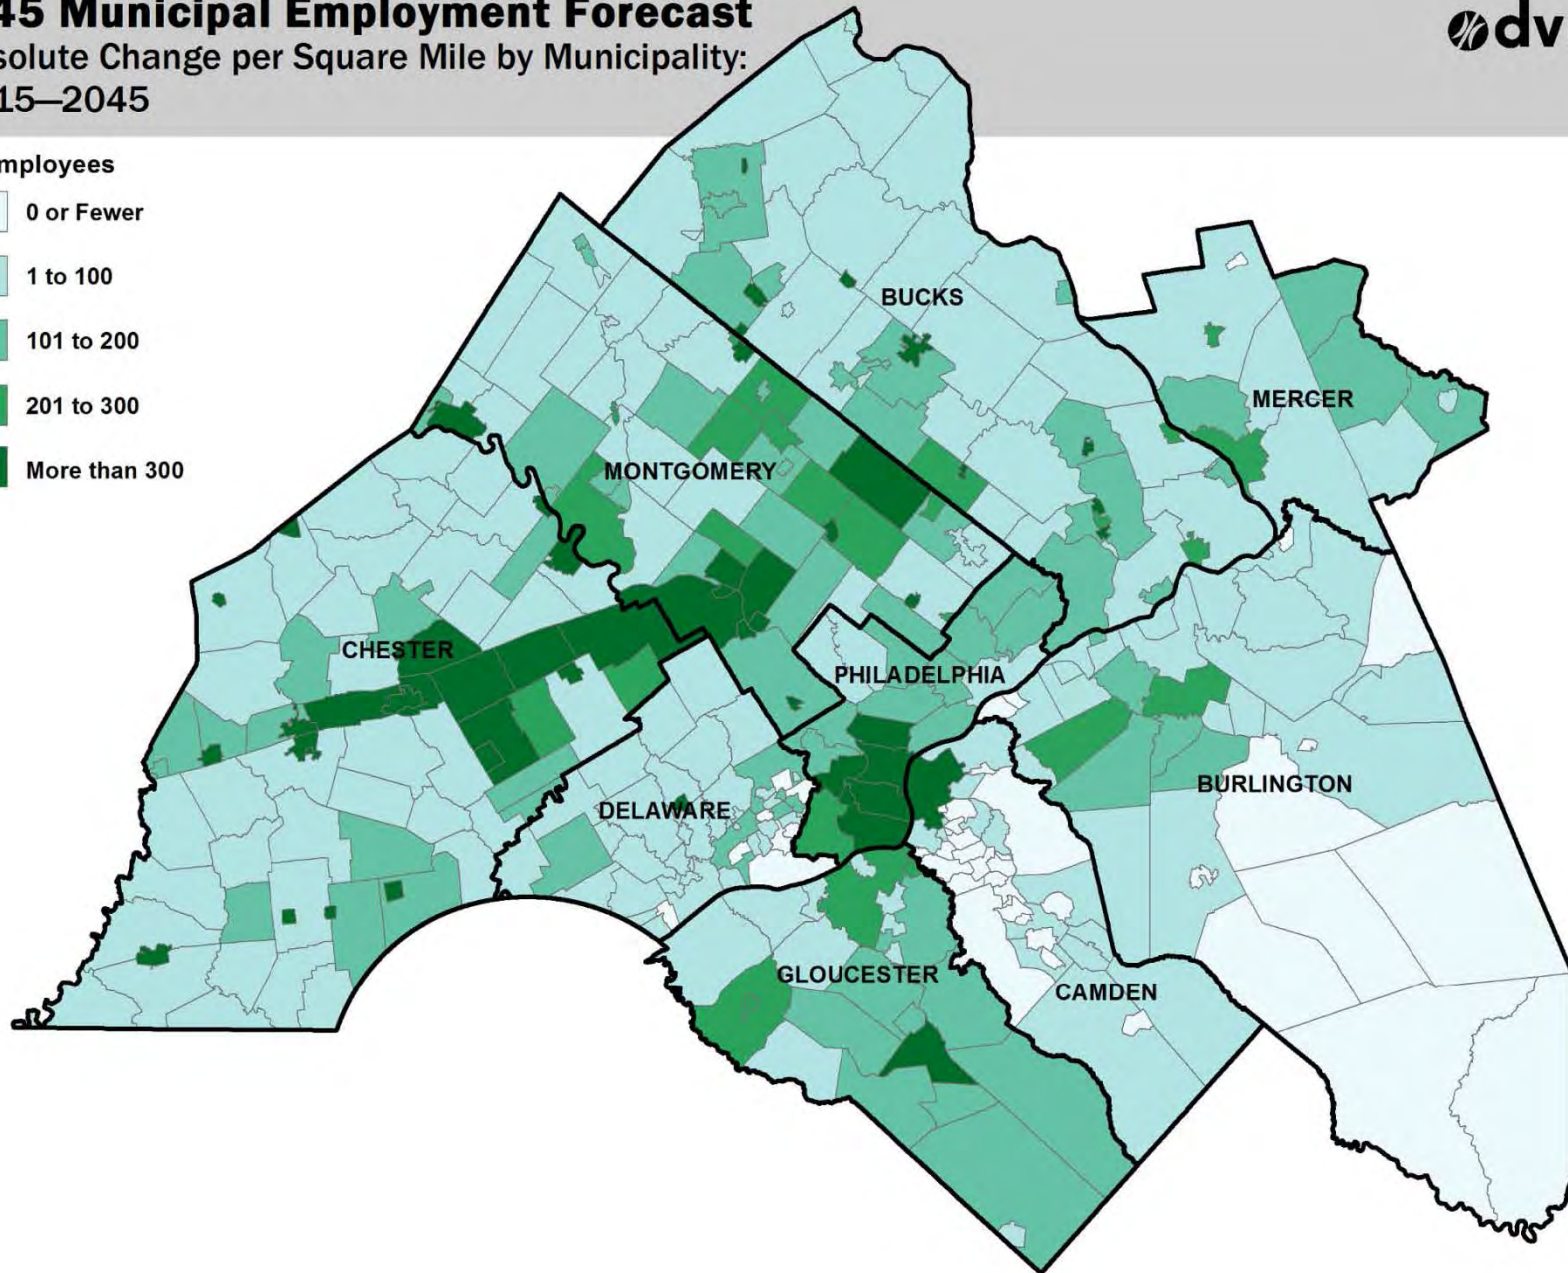 45 Municipal Employment Forecast
solute Change per Square Mile by Municipality:
15—2045
dv
mployees
0 or Fewer
1 to 100
101 to 200
201 to 300
More than 300
BUCKS
MERCER
MONTGOMERY
CHESTER
PHILADELPHIA
BURLINGTON
DELAWARE
GLOUCESTER
CAMDEN